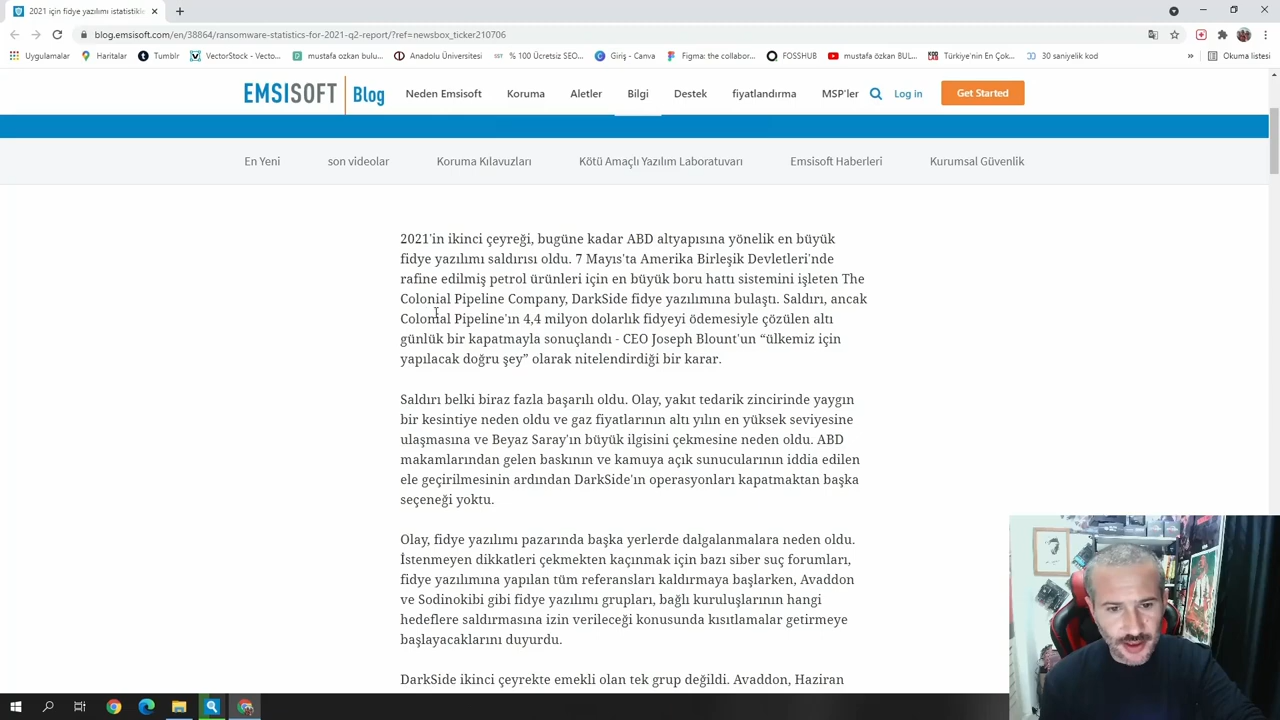 2021 için fidye yazılımı istatistikle
blog.emsisoft.com/en/38864/ransomware-statistics-for-2021-q2-report/?ref=newsbox_ticker210706
Uygulamalar Haritalar Tumblr VectorStock - Vecto... mustafa ozkan bulu... Anadolu Üniversitesi % 100 Ücretsiz SEO... Giriş - Canva Figma: the collabor... FOSSHUB mustafa özkan BUL... Türkiye'nin En Çok... 30 saniyelik kod » Okuma listesi
EMSISOFT Blog Neden Emsisoft Koruma Aletler Bilgi Destek fiyatlandırma MSP'ler Log in Get Started
En Yeni son videolar Koruma Kılavuzları Kötü Amaçlı Yazılım Laboratuvarı Emsisoft Haberleri Kurumsal Güvenlik
2021'in ikinci çeyreği, bugüne kadar ABD altyapısına yönelik en büyük
fidye yazılımı saldırısı oldu. 7 Mayıs'ta Amerika Birleşik Devletleri'nde
rafine edilmiş petrol ürünleri için en büyük boru hattı sistemini işleten The
Colonial Pipeline Company, DarkSide fidye yazılımına bulaştı. Saldırı, ancak
Colonial Pipeline'ın 4,4 milyon dolarlık fidyeyi ödemesiyle çözülen altı
günlük bir kapatmayla sonuçlandı - CEO Joseph Blount'un “ülkemiz için
yapılacak doğru şey” olarak nitelendirdiği bir karar.
Saldırı belki biraz fazla başarılı oldu. Olay, yakıt tedarik zincirinde yaygın
bir kesintiye neden oldu ve gaz fiyatlarının altı yılın en yüksek seviyesine
ulaşmasına ve Beyaz Saray'ın büyük ilgisini çekmesine neden oldu. ABD
makamlarından gelen baskının ve kamuya açık sunucularının iddia edilen
ele geçirilmesinin ardından DarkSide'ın operasyonları kapatmaktan başka
seçeneği yoktu.
Olay, fidye yazılımı pazarında başka yerlerde dalgalanmalara neden oldu.
İstenmeyen dikkatleri çekmekten kaçınmak için bazı siber suç forumları,
fidye yazılımına yapılan tüm referansları kaldırmaya başlarken, Avaddon
ve Sodinokibi gibi fidye yazılımı grupları, bağlı kuruluşlarının hangi
hedeflere saldırmasına izin verileceği konusunda kısıtlamalar getirmeye
başlayacaklarını duyurdu.
DarkSide ikinci çeyrekte emekli olan tek grup değildi. Avaddon, Haziran